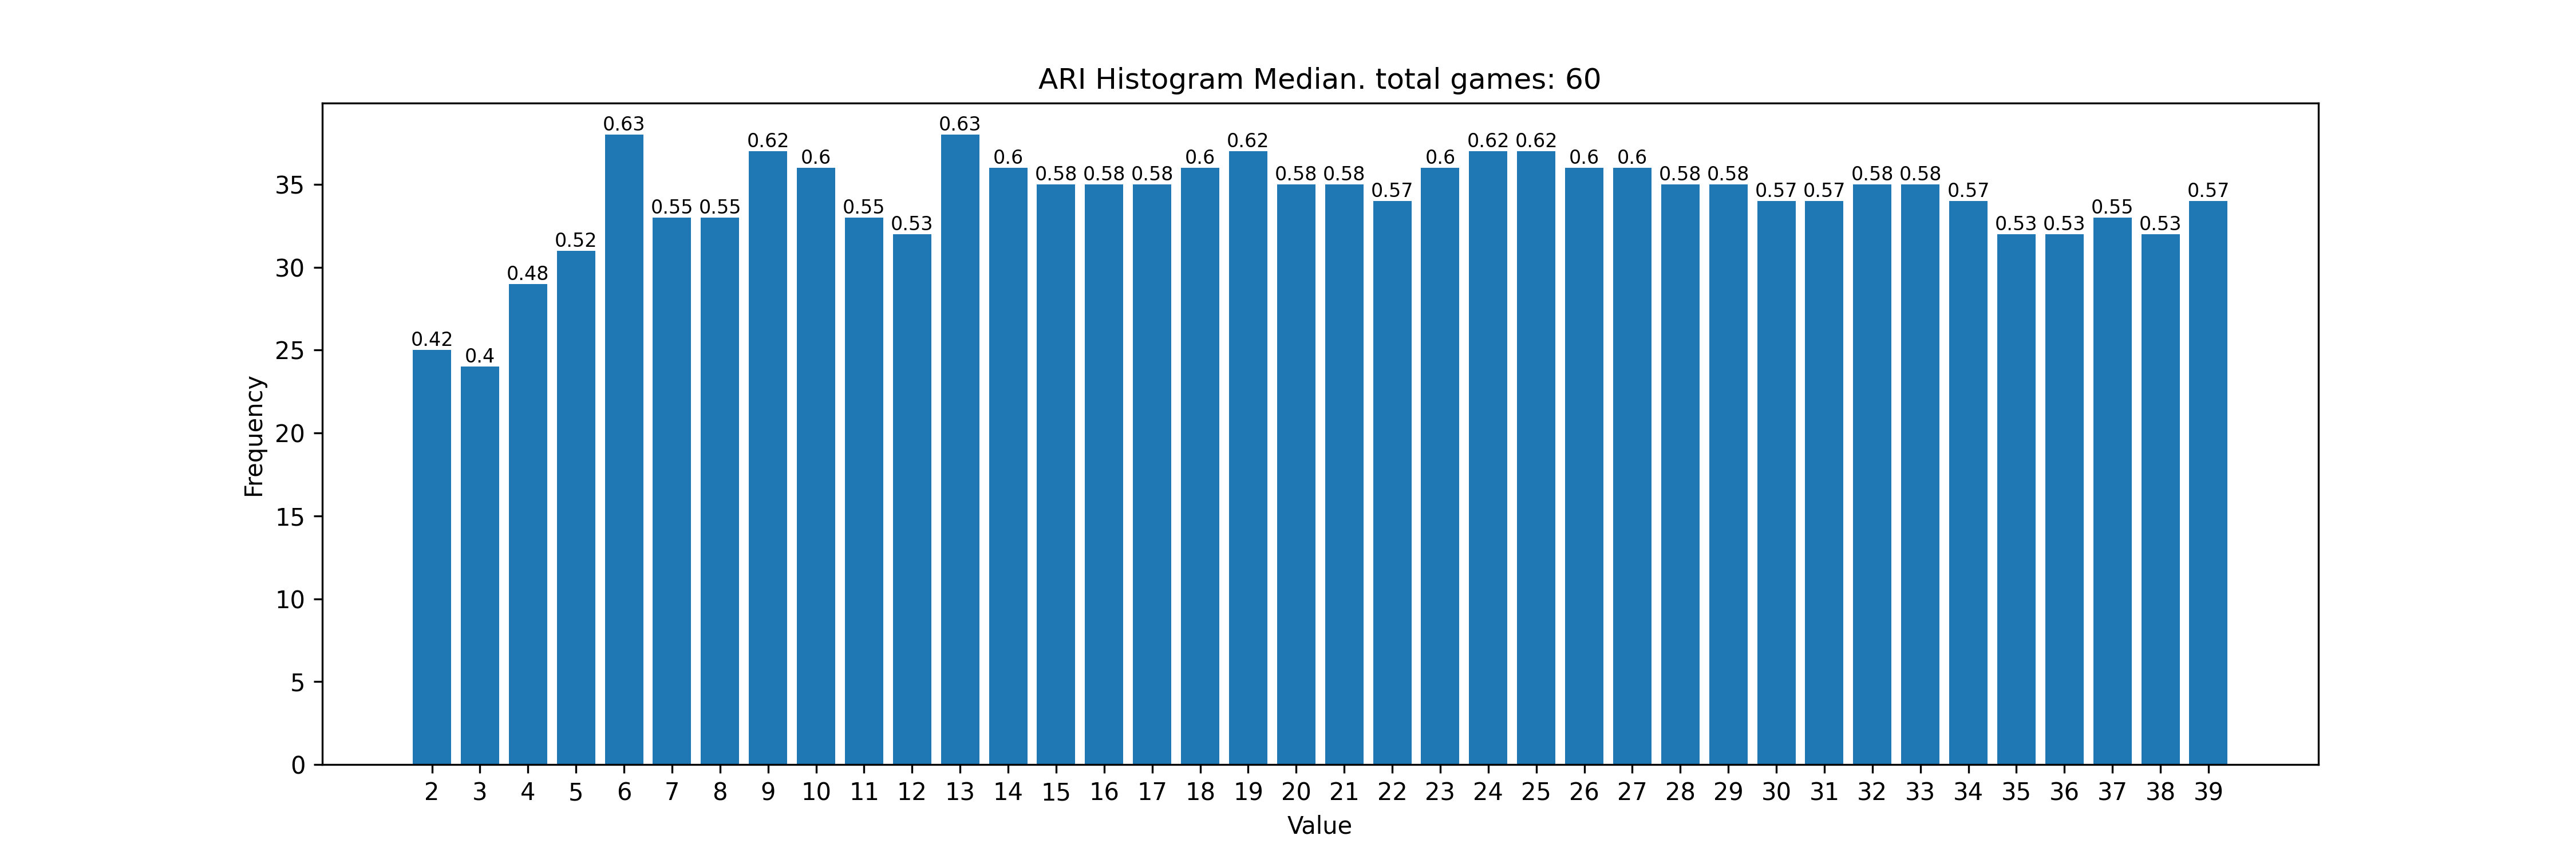 ARI Histogram Median. total games: 60
0.42 0.4 0.48 0.52 0.63 0.55 0.55 0.62 0.6 0.55 0.53 0.63 0.6 0.58 0.58 0.58 0.6 0.62 0.58 0.58 0.57 0.6 0.62 0.62 0.6 0.6 0.58 0.58 0.57 0.57 0.58 0.58 0.57 0.53 0.53 0.55 0.53 0.57
35
30
25
20
15
10
5
0
Frequency
2 3 4 5 6 7 8 9 10 11 12 13 14 15 16 17 18 19 20 21 22 23 24 25 26 27 28 29 30 31 32 33 34 35 36 37 38 39
Value